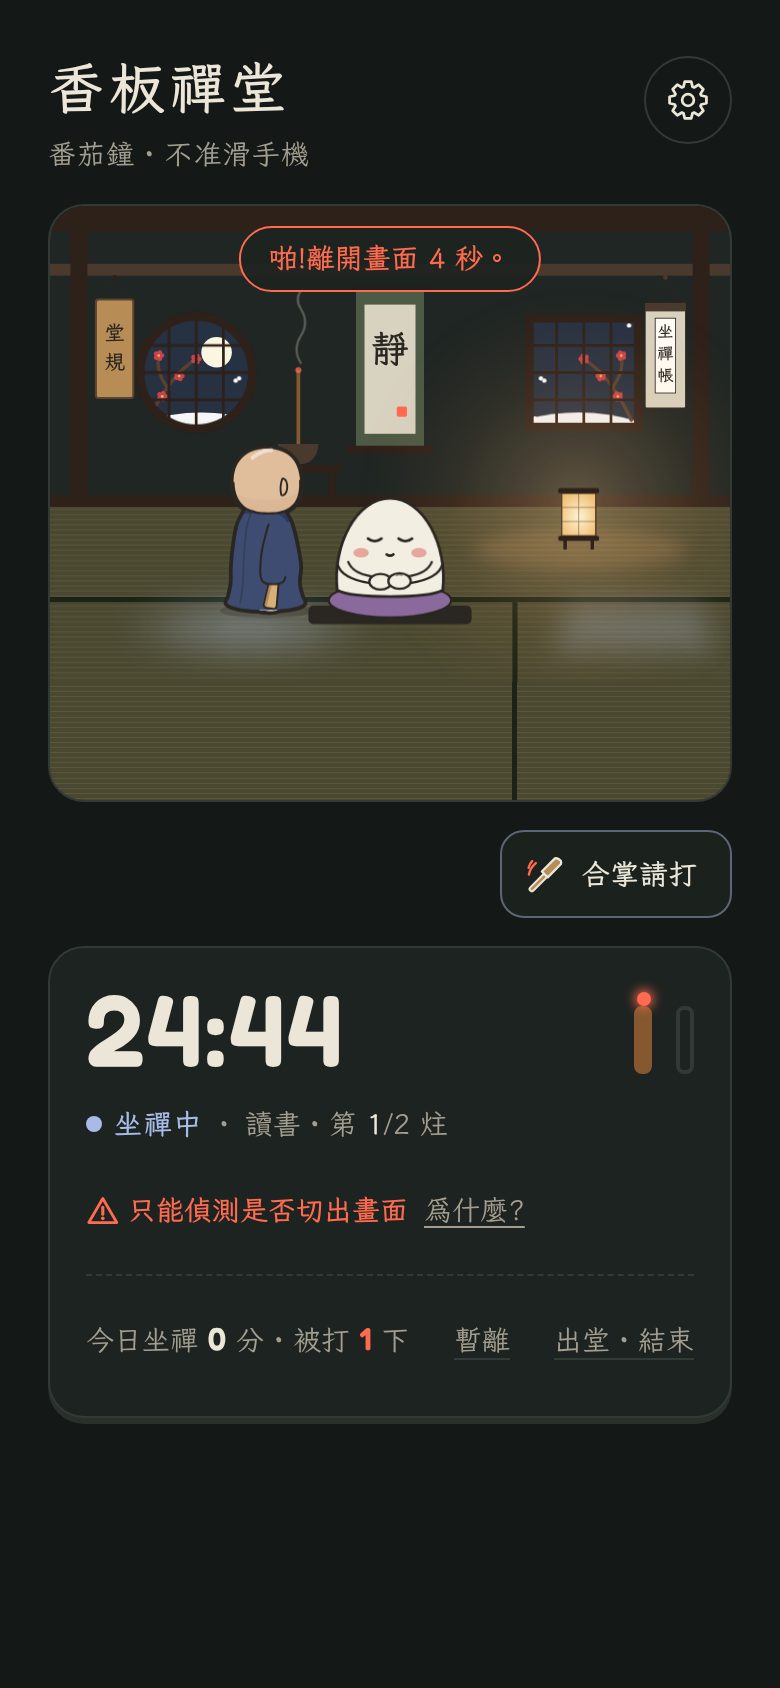 香板禪堂
番茄鐘・不准滑手機
啪!離開畫面 4 秒。
堂規
靜
坐禪帳
合掌請打
24:44
坐禪中 · 讀書・第 1/2 炷
只能偵測是否切出畫面 為什麼?
今日坐禪 0 分・被打 1 下 暫離 出堂・結束